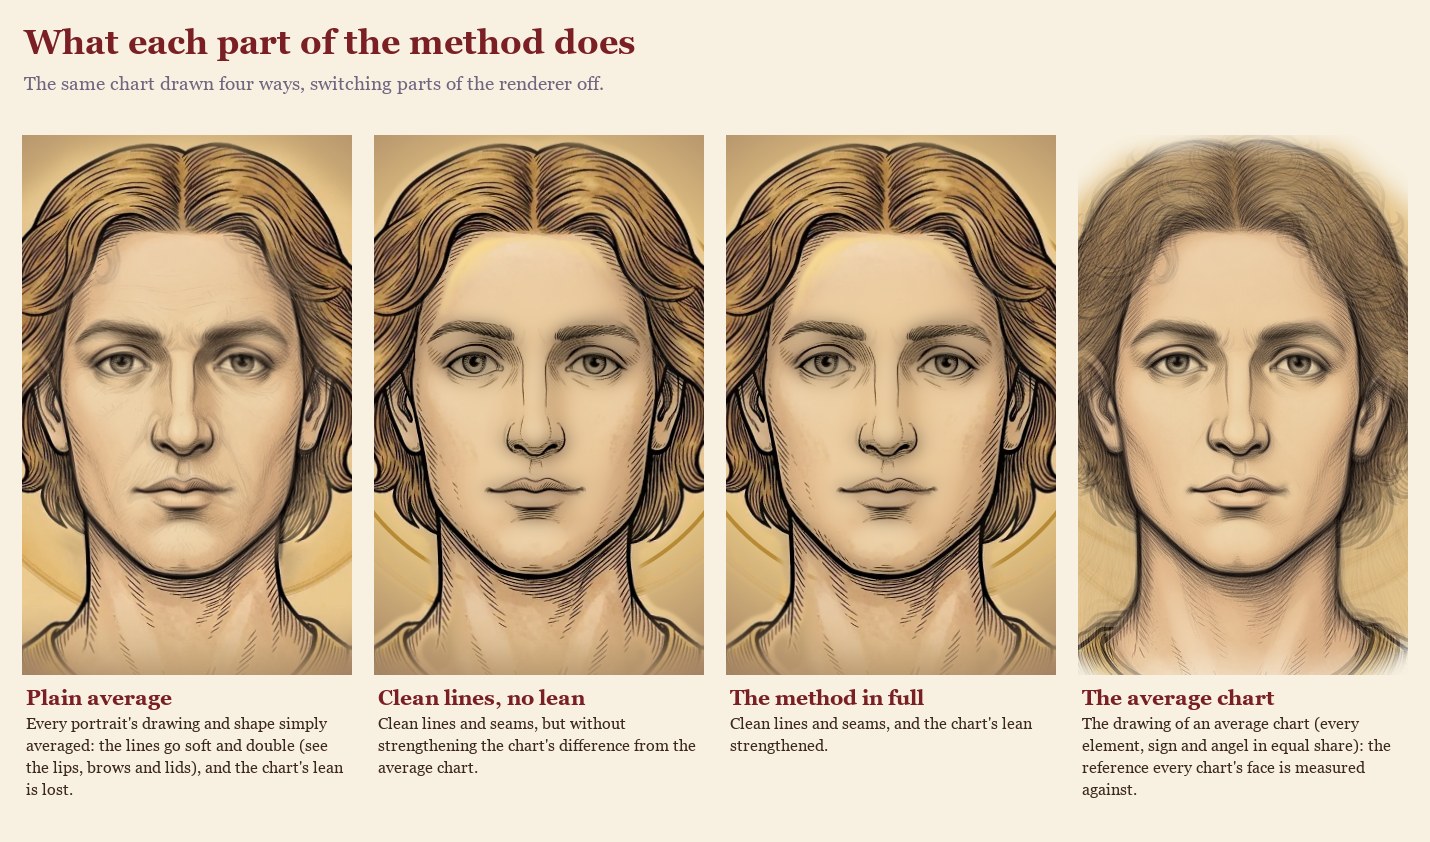 What each part of the method does
The same chart drawn four ways, switching parts of the renderer off.
Plain average
Every portrait's drawing and shape simply
averaged: the lines go soft and double (see
the lips, brows and lids), and the chart's lean
is lost.
Clean lines, no lean
Clean lines and seams, but without
strengthening the chart's difference from the
average chart.
The method in full
Clean lines and seams, and the chart's lean
strengthened.
The average chart
The drawing of an average chart (every
element, sign and angel in equal share): the
reference every chart's face is measured
against.